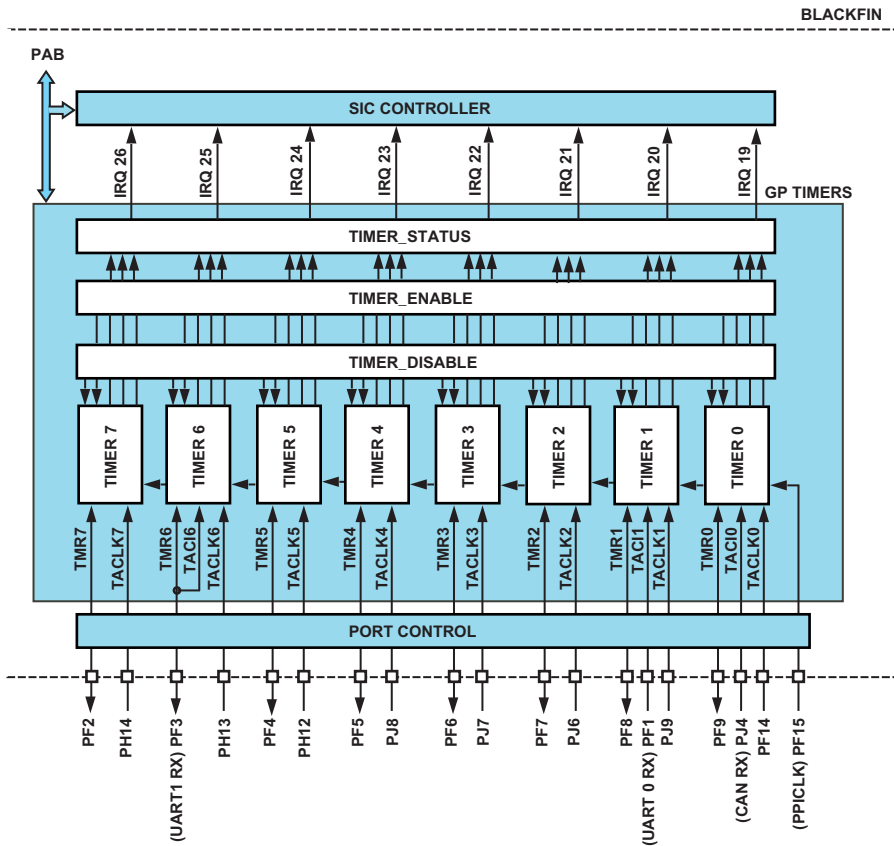 BLACKFIN
PAB
SIC CONTROLLER
IRQ 26
IRQ 25
IRQ 24
IRQ 23
IRQ 22
IRQ 21
IRQ 20
IRQ 19
GP TIMERS
TIMER_STATUS
TIMER_ENABLE
TIMER_DISABLE
TIMER 7
TIMER 6
TIMER 5
TIMER 4
TIMER 3
TIMER 2
TIMER 1
TIMER 0
TMR7
TACLK7
TMR6
TACI6
TACLK6
TMR5
TACLK5
TMR4
TACLK4
TMR3
TACLK3
TMR2
TACLK2
TMR1
TACI1
TACLK1
TMR0
TACI0
TACLK0
PORT CONTROL
PF2
PH14
(UART1 RX) PF3
PH13
PF4
PH12
PF5
PJ8
PF6
PJ7
PF7
PJ6
PF8
(UART 0 RX) PF1
PJ9
PF9
(CAN RX) PJ4
PF14
(PPICLK) PF15